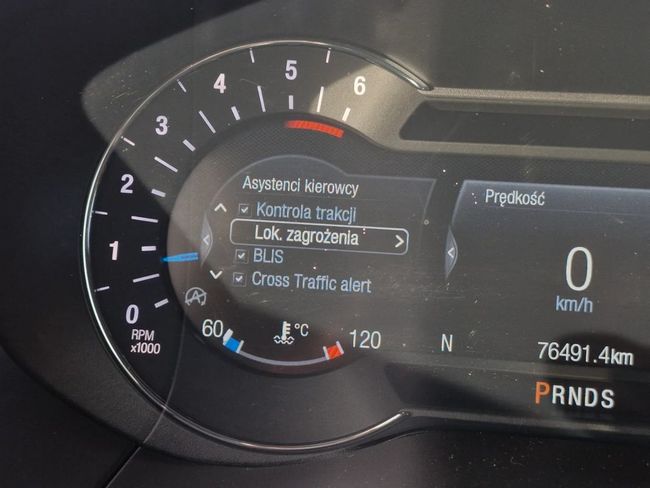 6
5
4
3
2
1
0
RPM
x1000
Asystenci kierowcy
Kontrola trakcji
Lok. zagrożenia
BLIS
Cross Traffic alert
60
°C
120
Prędkość
0
km/h
N
76491.4km
PRNDS